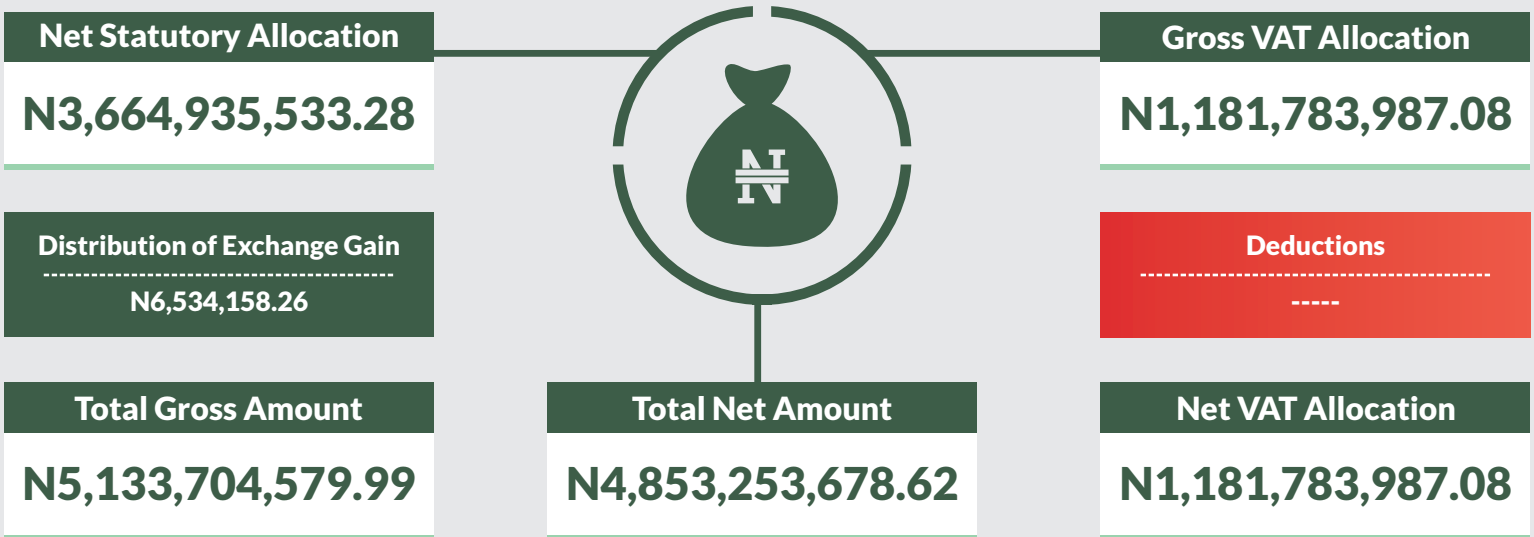 Net Statutory Allocation
N3,664,935,533.28
Gross VAT Allocation
N1,181,783,987.08
₦
Distribution of Exchange Gain
---------------------------------------------
N6,534,158.26
Deductions
---------------------------------------------
-----
Total Gross Amount
N5,133,704,579.99
Total Net Amount
N4,853,253,678.62
Net VAT Allocation
N1,181,783,987.08